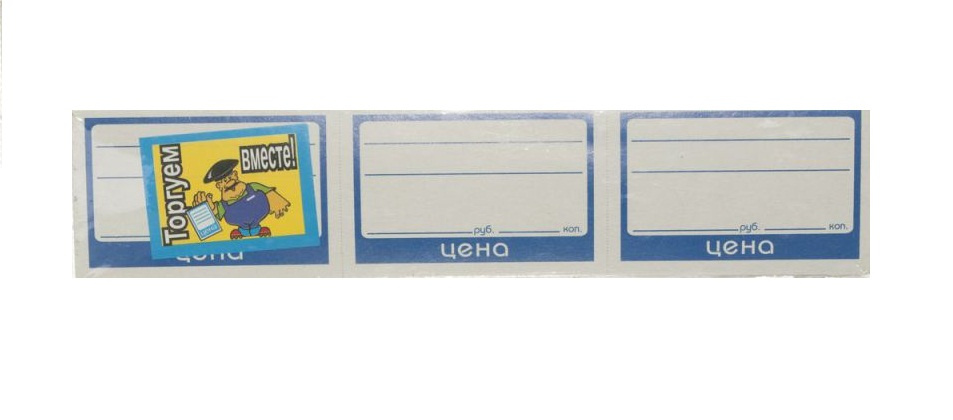 Торгуем
вместе!
цена
руб. коп.
цена
руб. коп.
цена